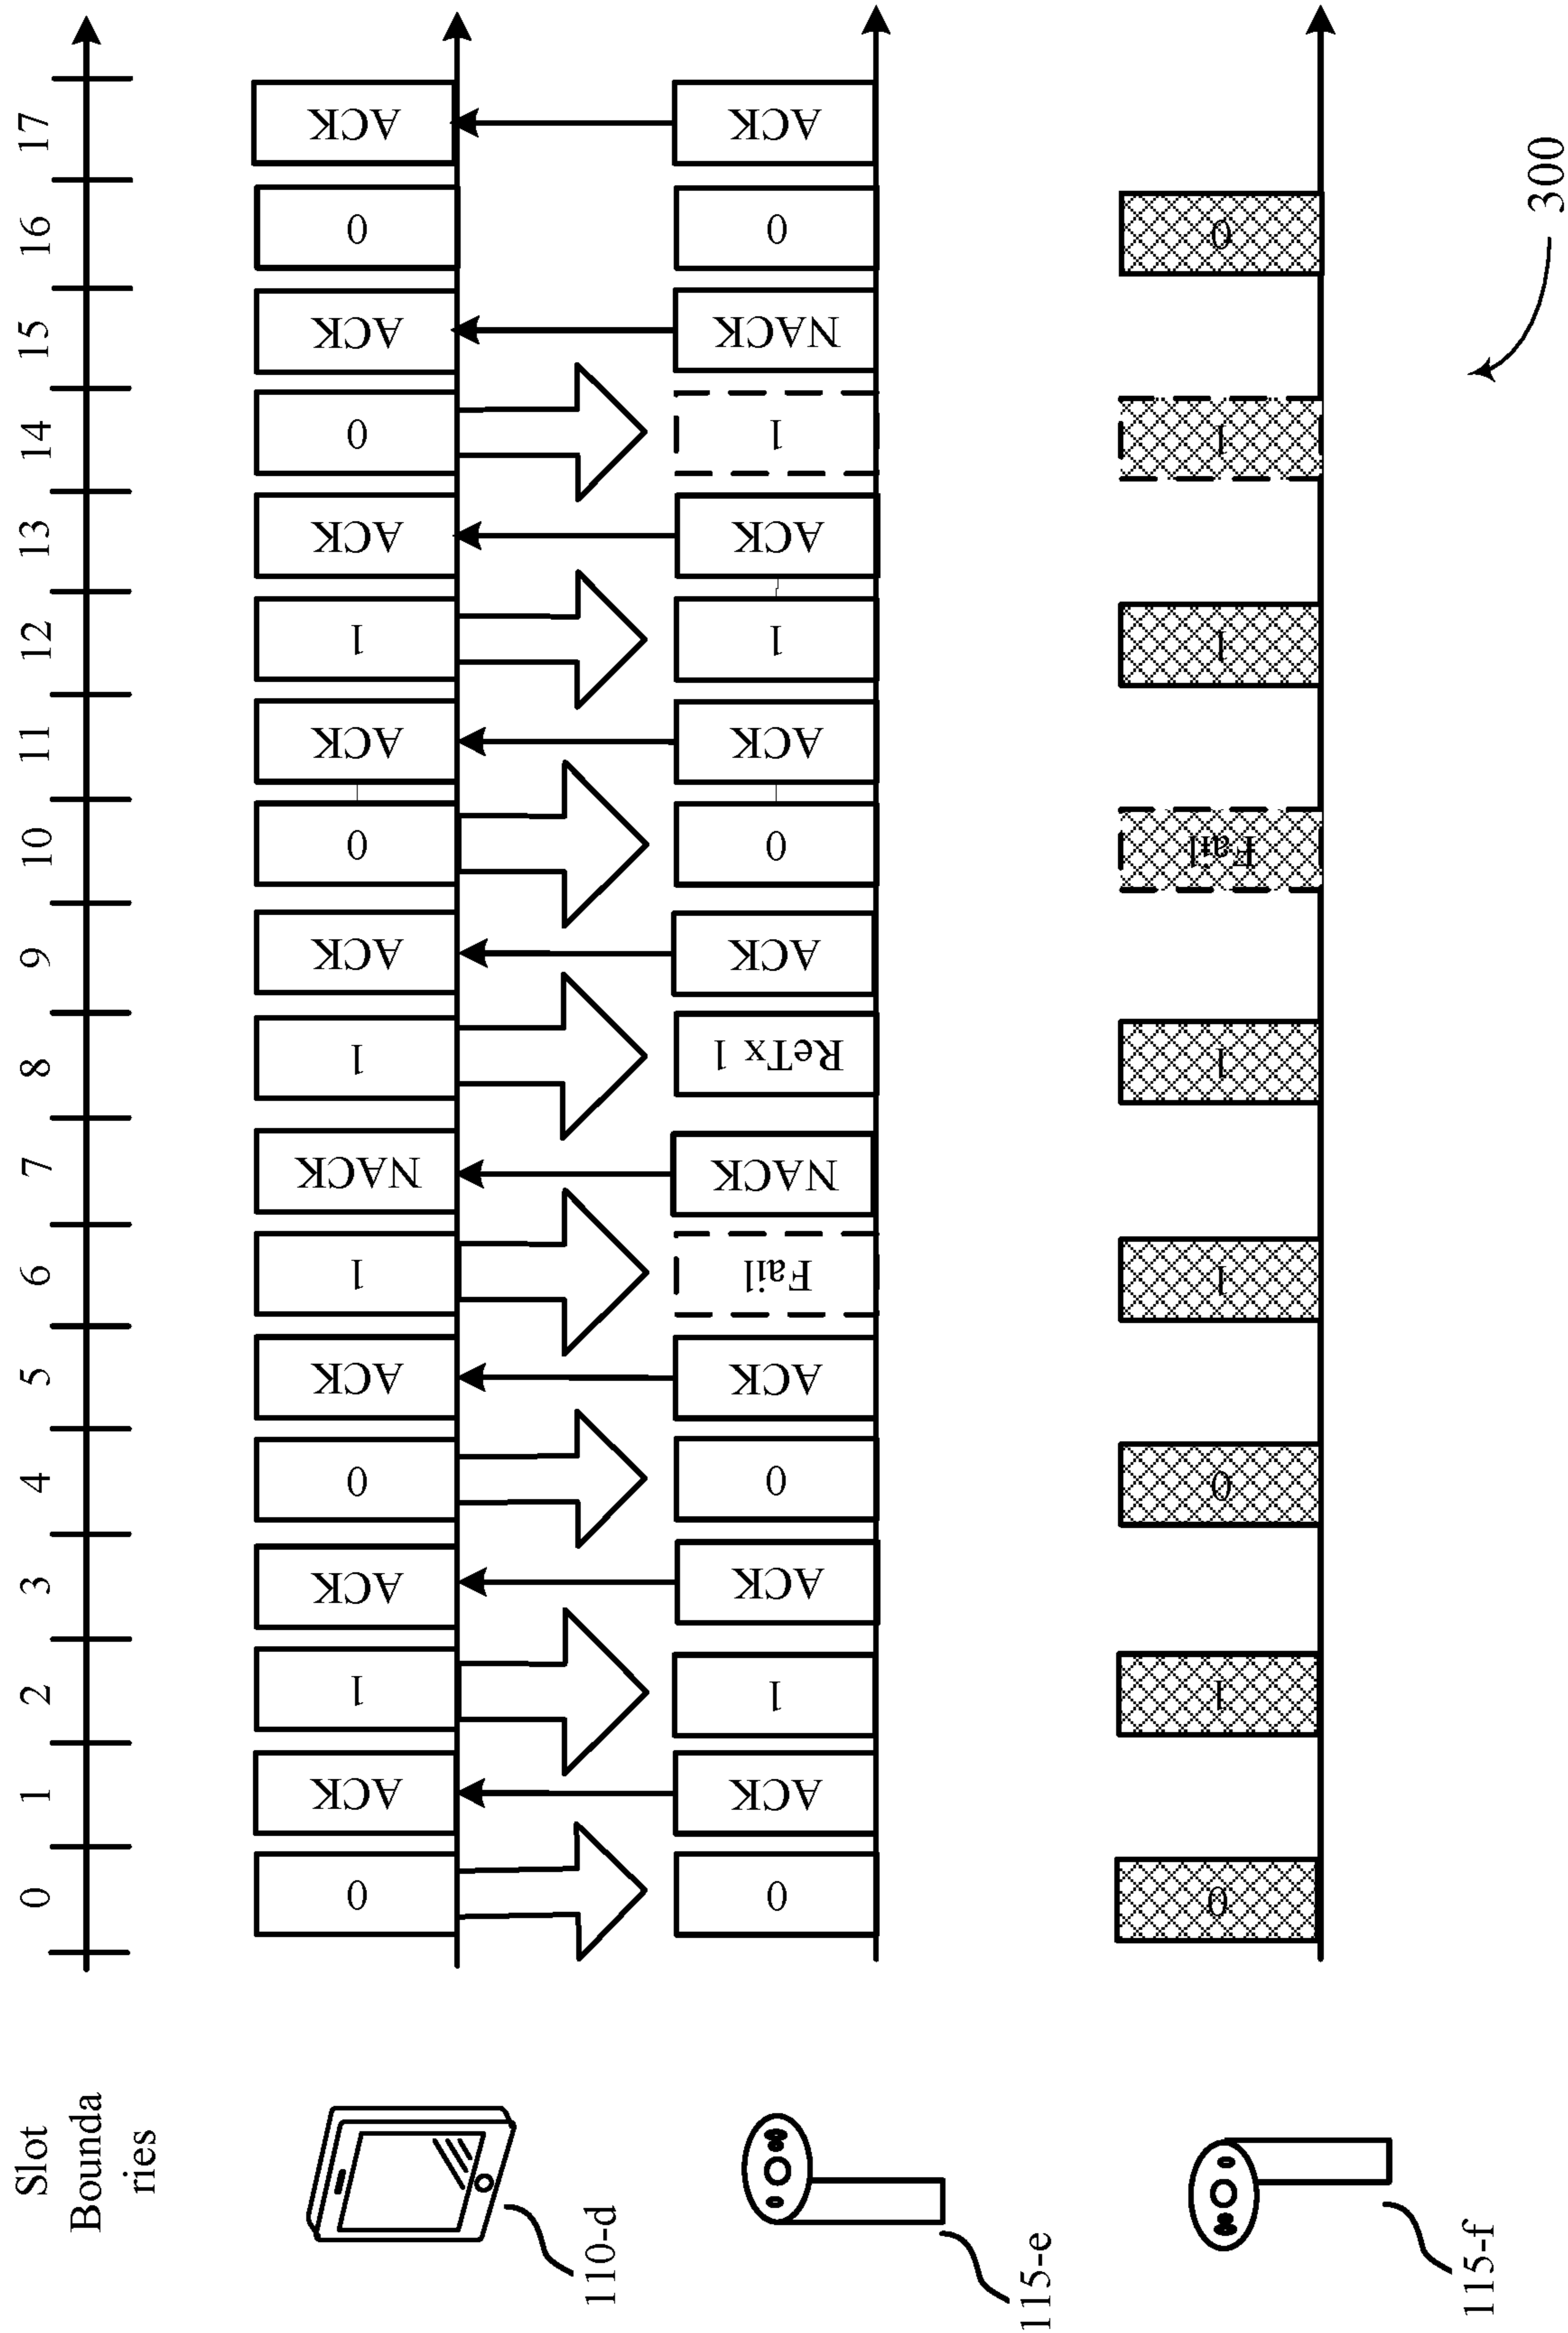 Slot
Bounda
ries
0 1 2 3 4 5 6 7 8 9 10 11 12 13 14 15 16 17
110-d
0 ACK 1 ACK 0 ACK 1 NACK 1 ACK 0 ACK 1 ACK 0 ACK 0 ACK
115-e
0 ACK 1 ACK 0 ACK Fail NACK ReTx 1 ACK 0 ACK 1 ACK 1 NACK 0 ACK
115-f
0 1 0 1 1 Fail 1 1 0
300